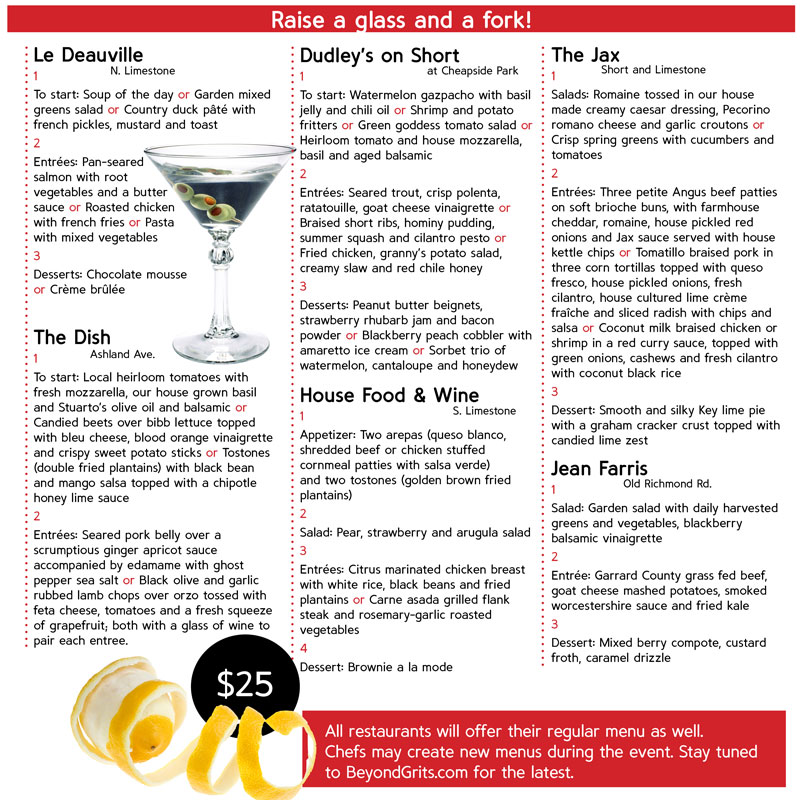 Raise a glass and a fork!
Le Deauville
N. Limestone
1
To start: Soup of the day or Garden mixed
greens salad or Country duck pâté with
french pickles, mustard and toast
2
Entrées: Pan-seared
salmon with root
vegetables and a butter
sauce or Roasted chicken
with french fries or Pasta
with mixed vegetables
3
Desserts: Chocolate mousse
or Crème brûlée
The Dish
Ashland Ave.
1
To start: Local heirloom tomatoes with
fresh mozzarella, our house grown basil
and Stuarto's olive oil and balsamic or
Candied beets over bibb lettuce topped
with bleu cheese, blood orange vinaigrette
and crispy sweet potato sticks or Tostones
(double fried plantains) with black bean
and mango salsa topped with a chipotle
honey lime sauce
2
Entrées: Seared pork belly over a
scrumptious ginger apricot sauce
accompanied by edamame with ghost
pepper sea salt or Black olive and garlic
rubbed lamb chops over orzo tossed with
feta cheese, tomatoes and a fresh squeeze
of grapefruit; both with a glass of wine to
pair each entree.
Dudley's on Short
at Cheapside Park
1
To start: Watermelon gazpacho with basil
jelly and chili oil or Shrimp and potato
fritters or Green goddess tomato salad or
Heirloom tomato and house mozzarella,
basil and aged balsamic
2
Entrées: Seared trout, crisp polenta,
ratatouille, goat cheese vinaigrette or
Braised short ribs, hominy pudding,
summer squash and cilantro pesto or
Fried chicken, granny's potato salad,
creamy slaw and red chile honey
3
Desserts: Peanut butter beignets,
strawberry rhubarb jam and bacon
powder or Blackberry peach cobbler with
amaretto ice cream or Sorbet trio of
watermelon, cantaloupe and honeydew
House Food & Wine
S. Limestone
1
Appetizer: Two arepas (queso blanco,
shredded beef or chicken stuffed
cornmeal patties with salsa verde)
and two tostones (golden brown fried
plantains)
2
Salad: Pear, strawberry and arugula salad
3
Entrées: Citrus marinated chicken breast
with white rice, black beans and fried
plantains or Carne asada grilled flank
steak and rosemary-garlic roasted
vegetables
4
Dessert: Brownie a la mode
The Jax
Short and Limestone
1
Salads: Romaine tossed in our house
made creamy caesar dressing, Pecorino
romano cheese and garlic croutons or
Crisp spring greens with cucumbers and
tomatoes
2
Entrées: Three petite Angus beef patties
on soft brioche buns, with farmhouse
cheddar, romaine, house pickled red
onions and Jax sauce served with house
kettle chips or Tomatillo braised pork in
three corn tortillas topped with queso
fresco, house pickled onions, fresh
cilantro, house cultured lime crème
fraîche and sliced radish with chips and
salsa or Coconut milk braised chicken or
shrimp in a red curry sauce, topped with
green onions, cashews and fresh cilantro
with coconut black rice
3
Dessert: Smooth and silky Key lime pie
with a graham cracker crust topped with
candied lime zest
Jean Farris
Old Richmond Rd.
1
Salad: Garden salad with daily harvested
greens and vegetables, blackberry
balsamic vinaigrette
2
Entrée: Garrard County grass fed beef,
goat cheese mashed potatoes, smoked
worcestershire sauce and fried kale
3
Dessert: Mixed berry compote, custard
froth, caramel drizzle
$25
All restaurants will offer their regular menu as well.
Chefs may create new menus during the event. Stay tuned
to BeyondGrits.com for the latest.